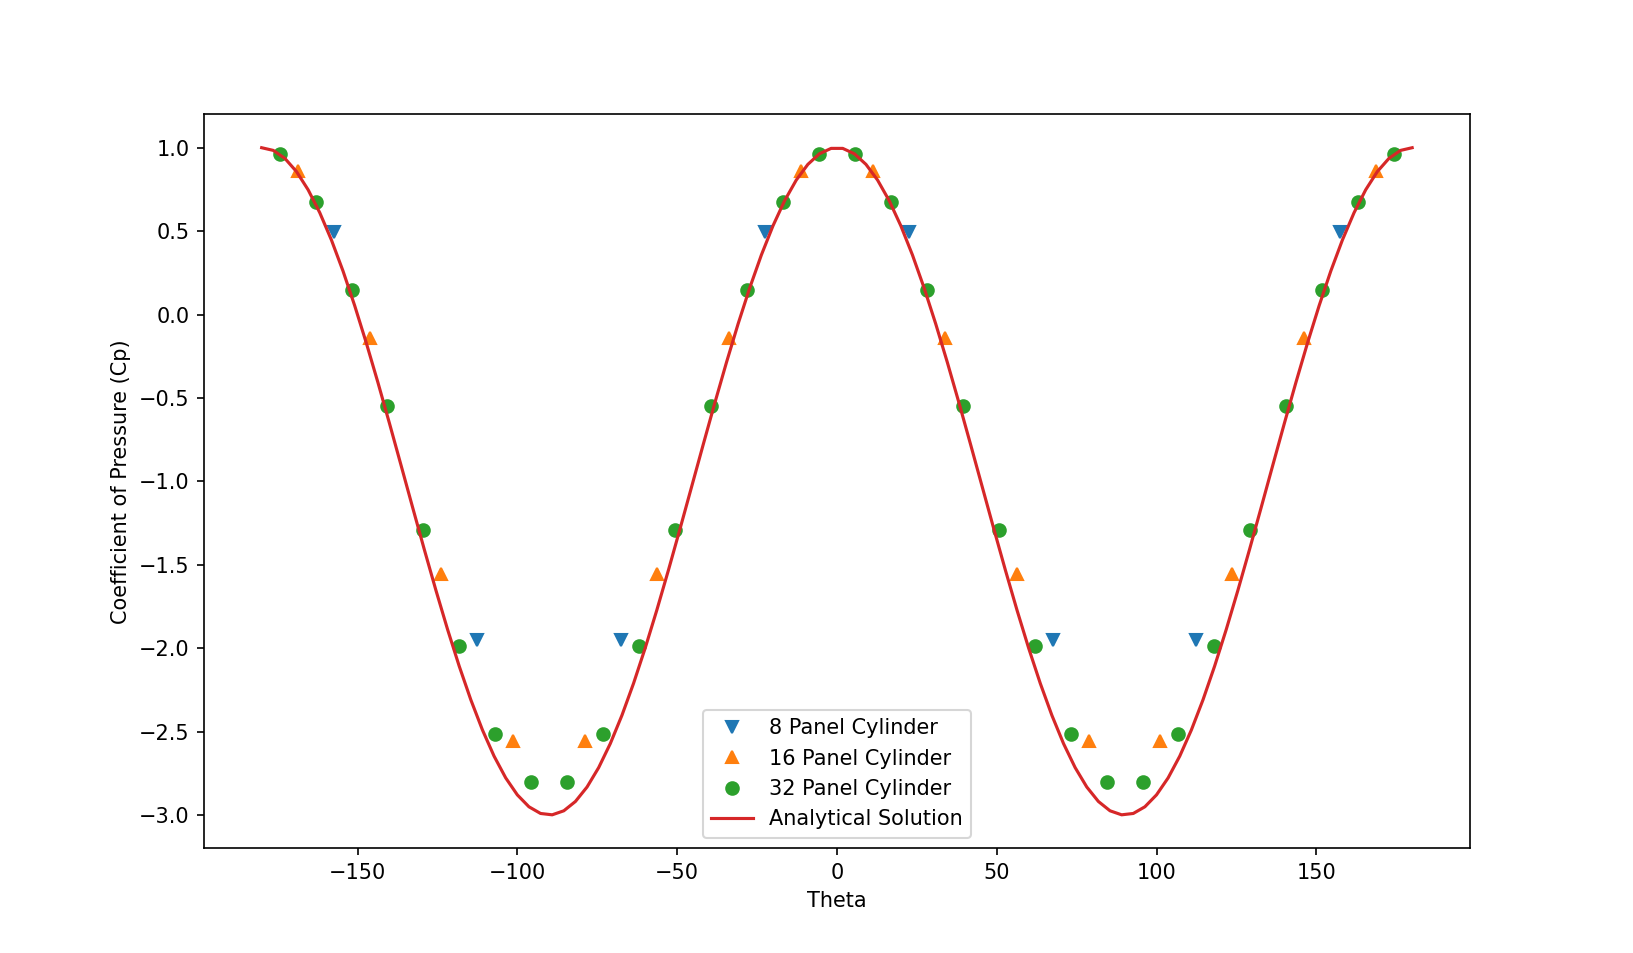 1.0
0.5
0.0
−0.5
−1.0
−1.5
−2.0
−2.5
−3.0
Coefficient of Pressure (Cp)
8 Panel Cylinder
16 Panel Cylinder
32 Panel Cylinder
Analytical Solution
−150 −100 −50 0 50 100 150
Theta